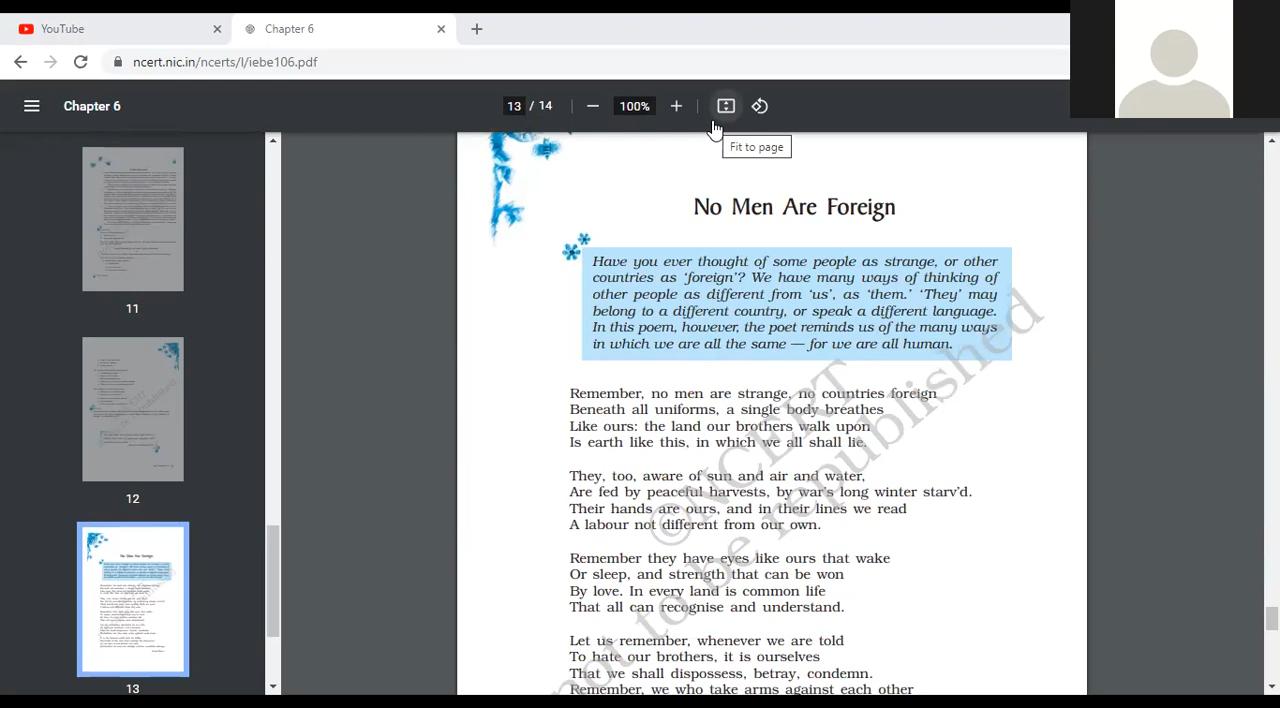 YouTube
Chapter 6
ncert.nic.in/ncerts/l/iebe106.pdf
Chapter 6
13 / 14
100%
Fit to page
11
12
13
No Men Are Foreign
Have you ever thought of some people as strange, or other
countries as 'foreign'? We have many ways of thinking of
other people as different from 'us', as 'them.' 'They' may
belong to a different country, or speak a different language.
In this poem, however, the poet reminds us of the many ways
in which we are all the same — for we are all human.
Remember, no men are strange, no countries foreign
Beneath all uniforms, a single body breathes
Like ours: the land our brothers walk upon
Is earth like this, in which we all shall lie.
They, too, aware of sun and air and water,
Are fed by peaceful harvests, by war's long winter starv'd.
Their hands are ours, and in their lines we read
A labour not different from our own.
Remember they have eyes like ours that wake
Or sleep, and strength that can be won
By love. In every land is common life
That all can recognise and understand.
Let us remember, whenever we are told
To hate our brothers, it is ourselves
That we shall dispossess, betray, condemn.
Remember, we who take arms against each other
©NCERT
not be republished